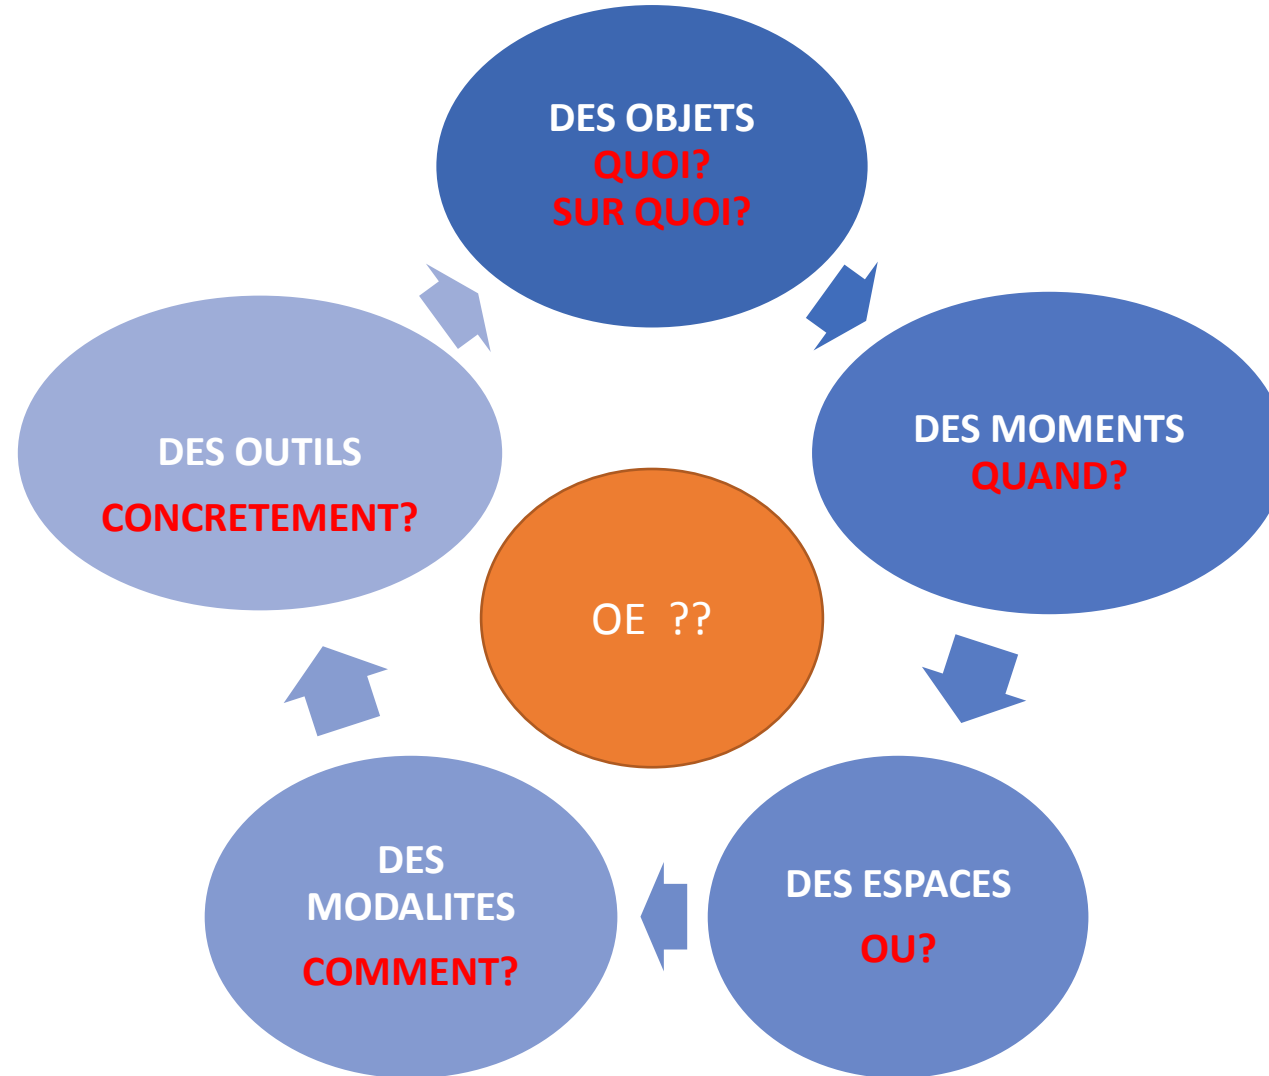 DES OBJETS
QUOI?
SUR QUOI?
DES MOMENTS
QUAND?
DES ESPACES
OU?
DES
MODALITES
COMMENT?
DES OUTILS
CONCRETEMENT?
OE ??